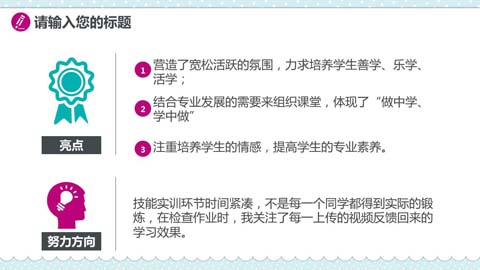 请输入您的标题
1 营造了宽松活跃的氛围，力求培养学生善学、乐学、
活学；
2 结合专业发展的需要来组织课堂，体现了“做中学、
学中做”
亮点
3 注重培养学生的情感，提高学生的专业素养。
技能实训环节时间紧凑，不是每一个同学都得到实际的锻
炼，在检查作业时，我关注了每一上传的视频反馈回来的
学习效果。
努力方向